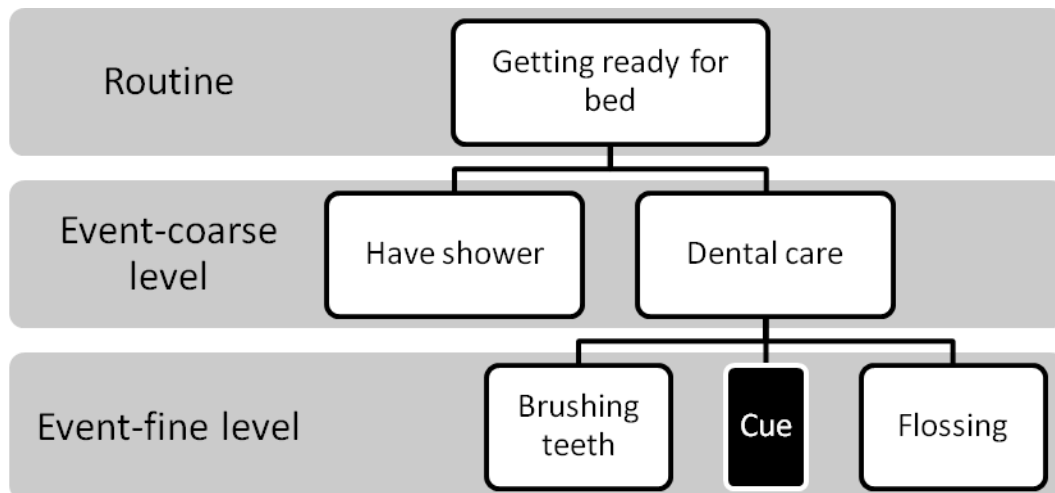 Routine
Getting ready for
bed
Event-coarse
level
Have shower
Dental care
Event-fine level
Brushing
teeth
Cue
Flossing